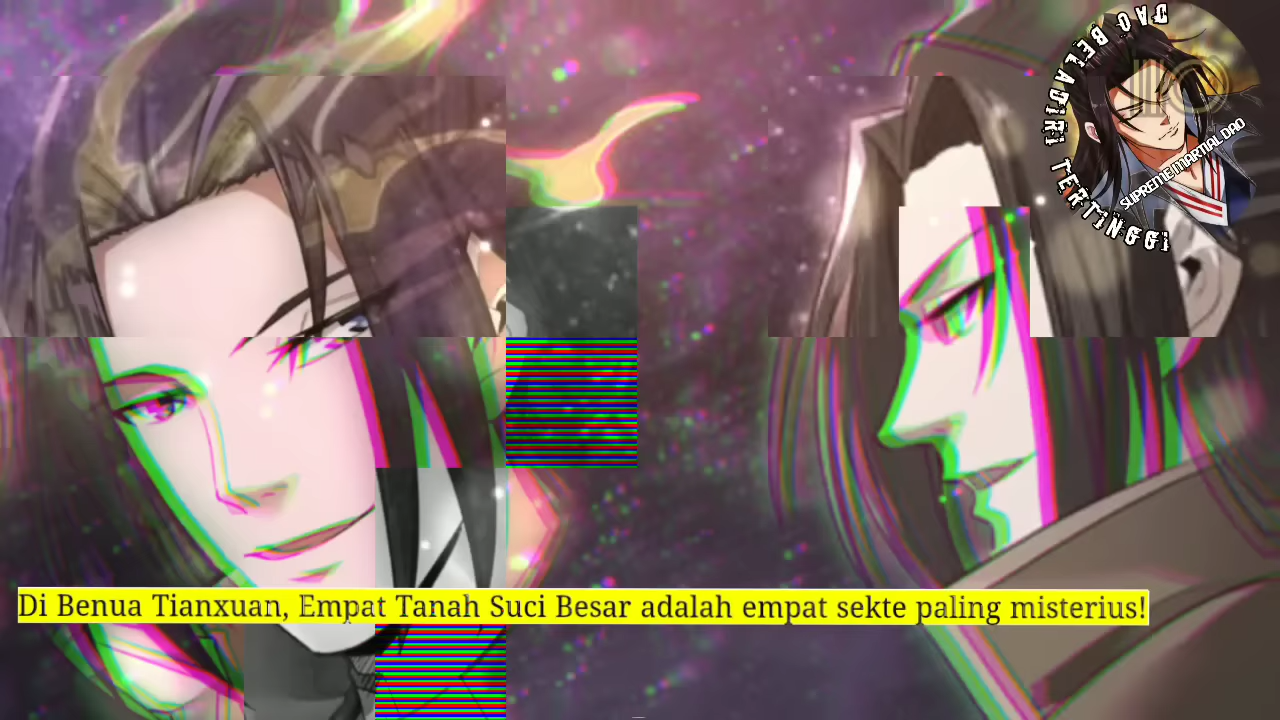 DAO BELADIRI TERTINGGI
SUPREME MARTIAL DAO
Di Benua Tianxuan, Empat Tanah Suci Besar adalah empat sekte paling misterius!